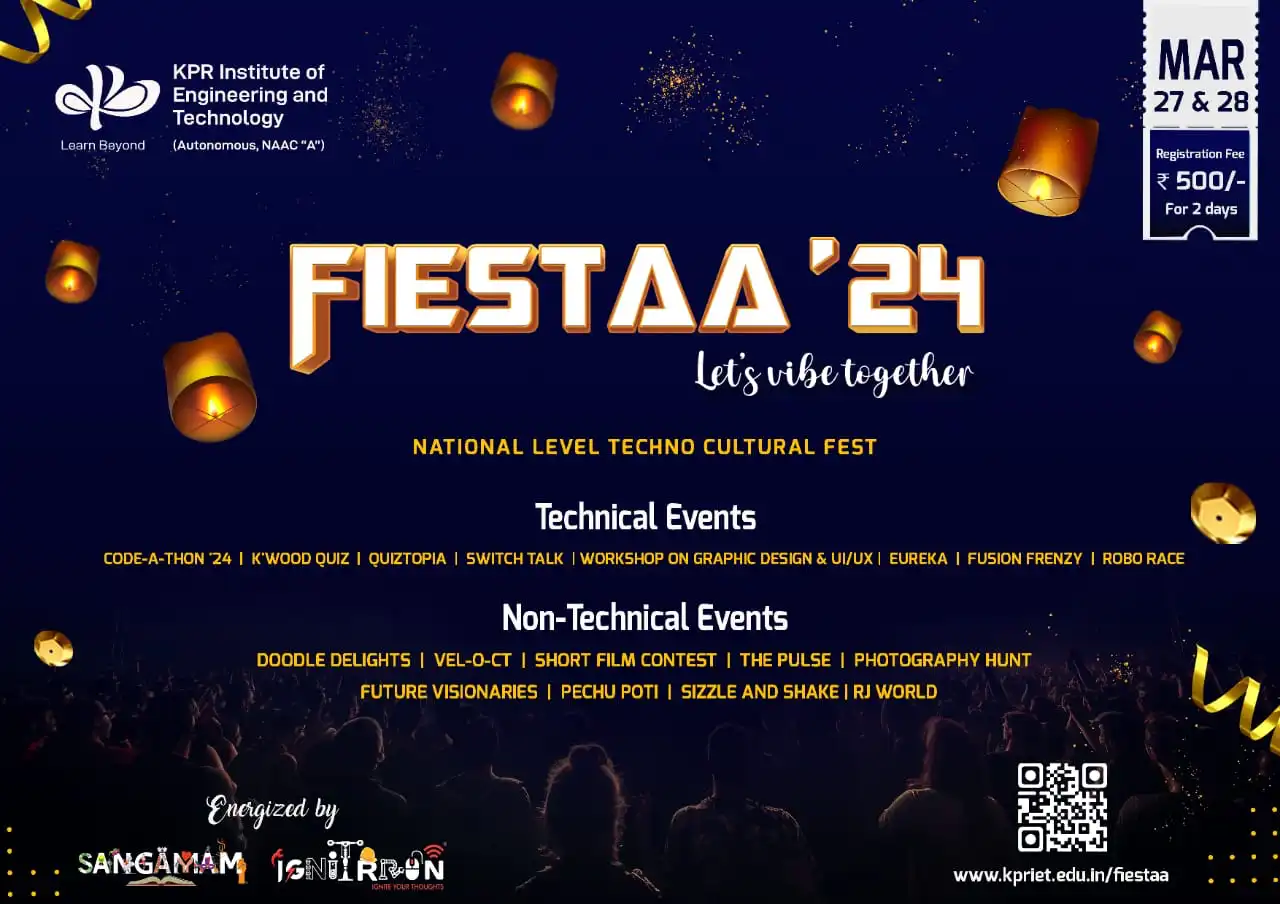 KPR Institute of
Engineering and
Technology
(Autonomous, NAAC "A")
Learn Beyond
MAR
27 & 28
Registration Fee
₹ 500/-
For 2 days
FIESTAA '24
Let's vibe together
NATIONAL LEVEL TECHNO CULTURAL FEST
Technical Events
CODE-A-THON '24 | K'WOOD QUIZ | QUIZTOPIA | SWITCH TALK | WORKSHOP ON GRAPHIC DESIGN & UI/UX | EUREKA | FUSION FRENZY | ROBO RACE
Non-Technical Events
DOODLE DELIGHTS | VEL-O-CT | SHORT FILM CONTEST | THE PULSE | PHOTOGRAPHY HUNT
FUTURE VISIONARIES | PECHU POTI | SIZZLE AND SHAKE | RJ WORLD
Energized by
SANGAMAM
IGNITRRON
IGNITE YOUR THOUGHTS
www.kpriet.edu.in/fiestaa